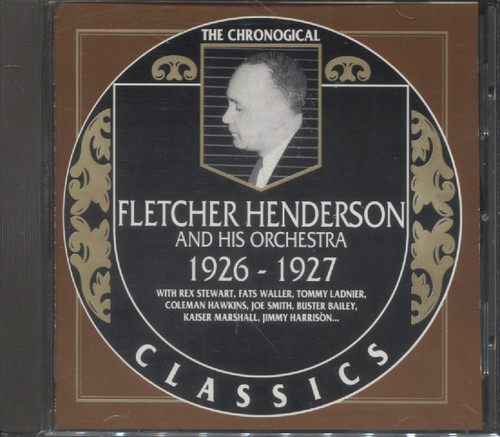 THE CHRONOGICAL
FLETCHER HENDERSON
AND HIS ORCHESTRA
1926 - 1927
WITH REX STEWART, FATS WALLER, TOMMY LADNIER,
COLEMAN HAWKINS, JOE SMITH, BUSTER BAILEY,
KAISER MARSHALL, JIMMY HARRISON...
CLASSICS